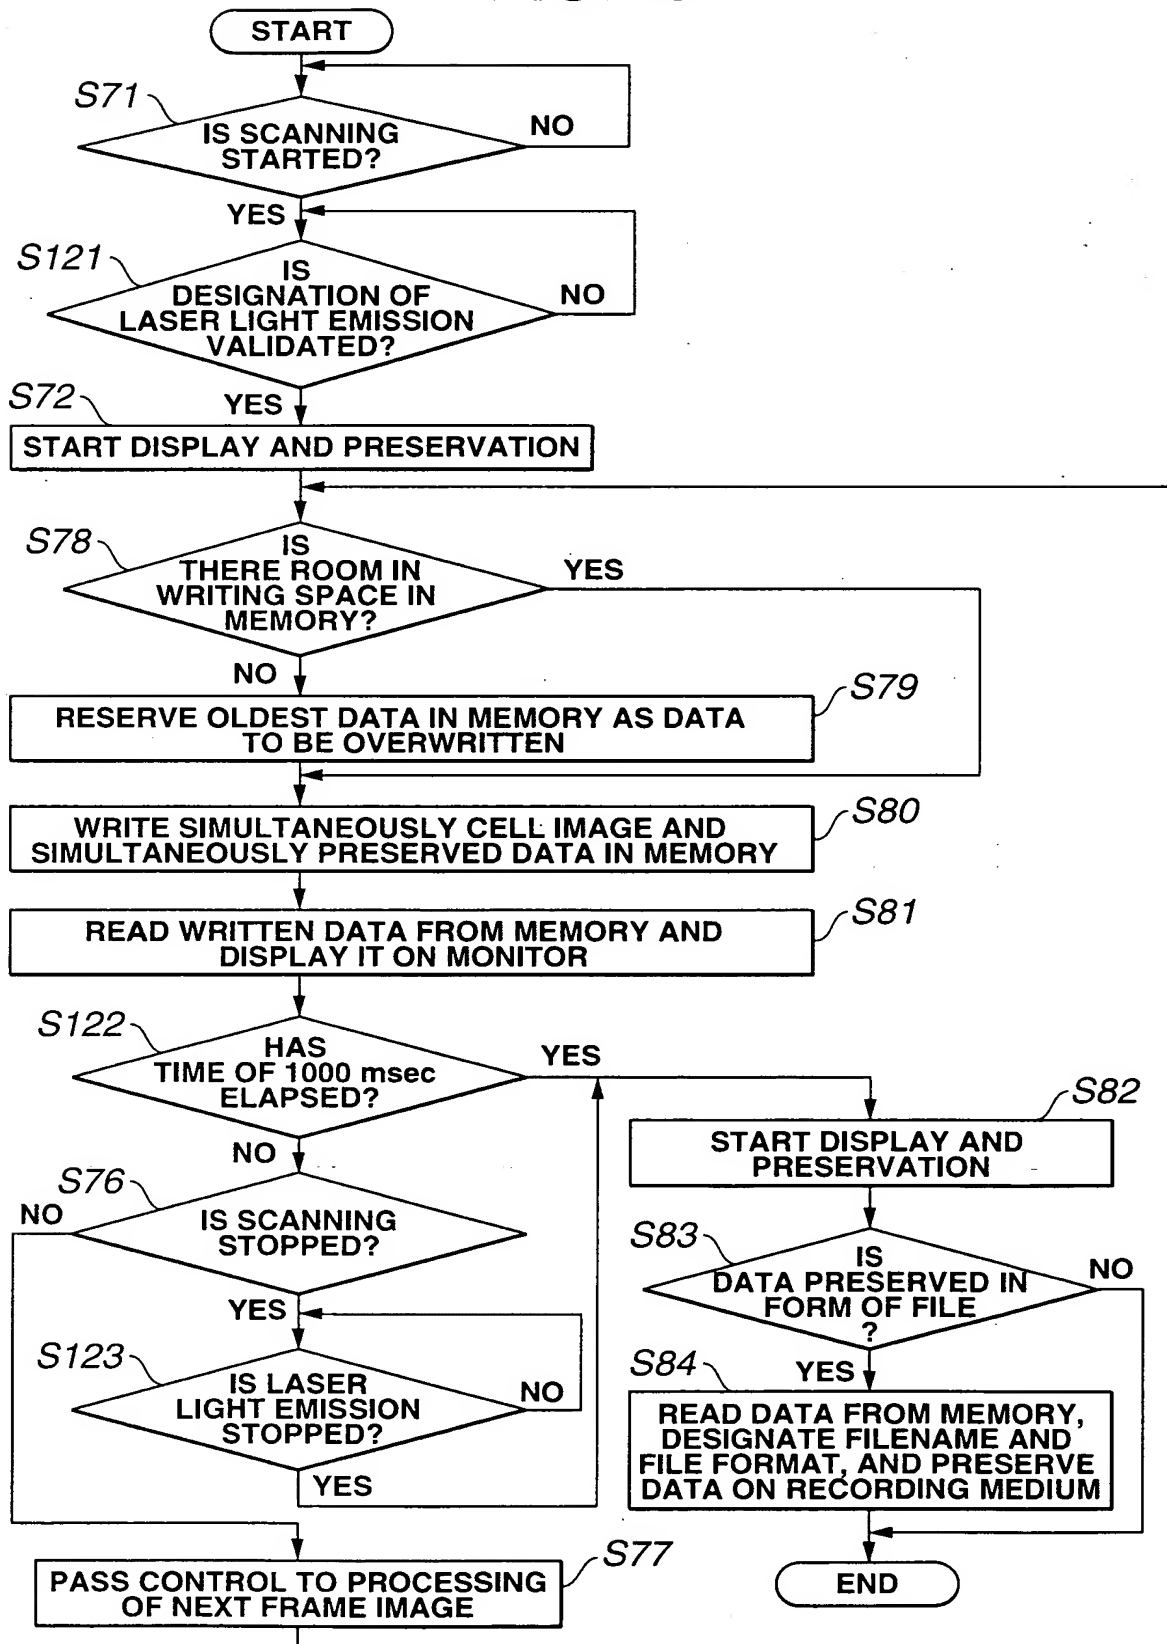 START
S71
IS SCANNING
STARTED?
NO
YES
S121
IS
DESIGNATION OF
LASER LIGHT EMISSION
VALIDATED?
NO
YES
S72
START DISPLAY AND PRESERVATION
S78
IS
THERE ROOM IN
WRITING SPACE IN
MEMORY?
YES
NO
S79
RESERVE OLDEST DATA IN MEMORY AS DATA
TO BE OVERWRITTEN
S80
WRITE SIMULTANEOUSLY CELL IMAGE AND
SIMULTANEOUSLY PRESERVED DATA IN MEMORY
S81
READ WRITTEN DATA FROM MEMORY AND
DISPLAY IT ON MONITOR
S122
HAS
TIME OF 1000 msec
ELAPSED?
YES
NO
S76
NO
IS SCANNING
STOPPED?
YES
S123
IS LASER
LIGHT EMISSION
STOPPED?
NO
YES
S77
PASS CONTROL TO PROCESSING
OF NEXT FRAME IMAGE
S82
START DISPLAY AND
PRESERVATION
S83
IS
DATA PRESERVED IN
FORM OF FILE
?
NO
YES
S84
READ DATA FROM MEMORY,
DESIGNATE FILENAME AND
FILE FORMAT, AND PRESERVE
DATA ON RECORDING MEDIUM
END